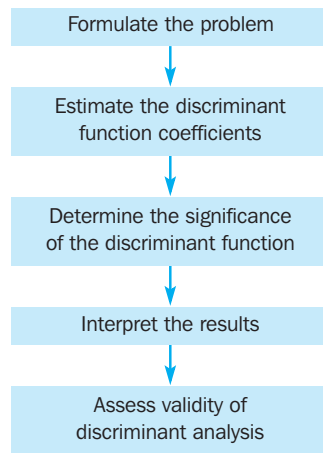 Formulate the problem
Estimate the discriminant
function coefficients
Determine the significance
of the discriminant function
Interpret the results
Assess validity of
discriminant analysis